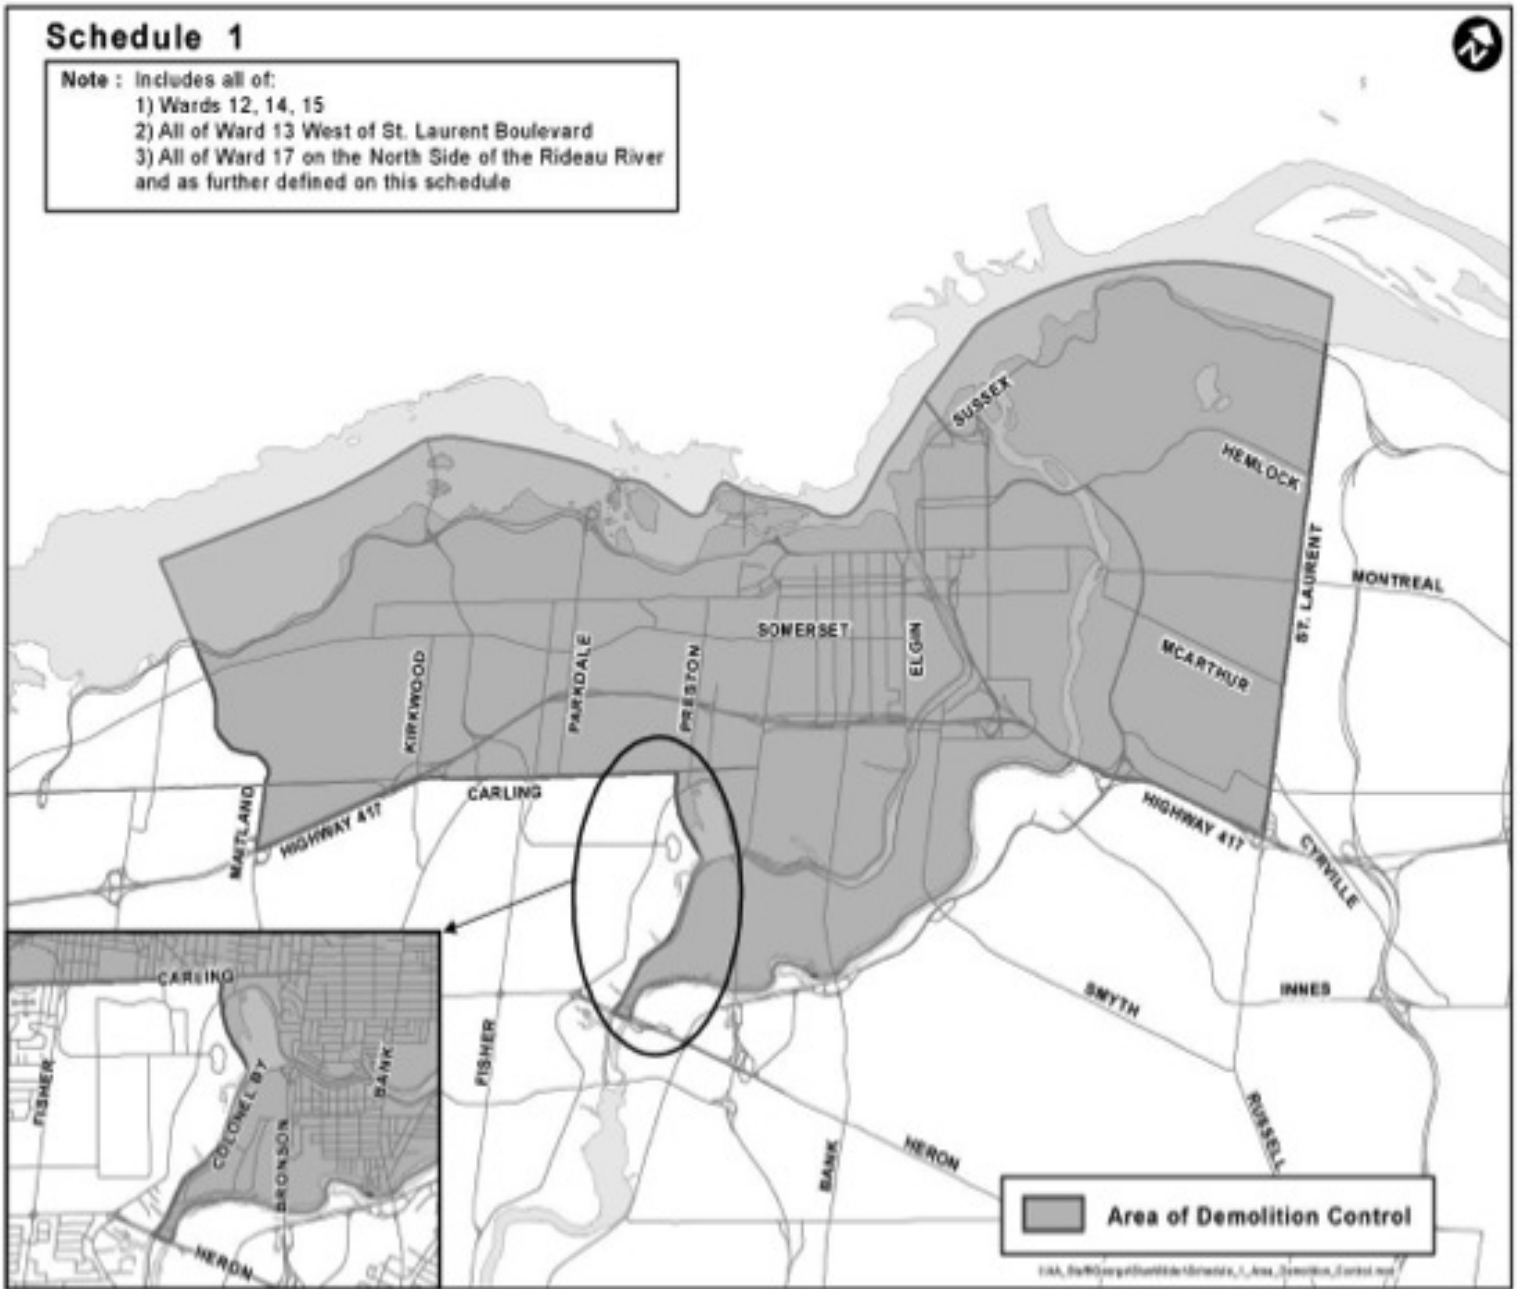 Schedule 1
N
Note : Includes all of:
1) Wards 12, 14, 15
2) All of Ward 13 West of St. Laurent Boulevard
3) All of Ward 17 on the North Side of the Rideau River
and as further defined on this schedule
SUSSEX
HEMLOCK
ST. LAURENT
MONTREAL
SOMERSET
ELGIN
MCARTHUR
KIRKWOOD
PARKDALE
PRESTON
CARLING
MAITLAND
HIGHWAY 417
HIGHWAY 417
CYRVILLE
CARLING
FISHER
COLONEL BY
BANK
BRONSON
HERON
FISHER
SMYTH
INNES
BANK
HERON
RUSSELL
Area of Demolition Control